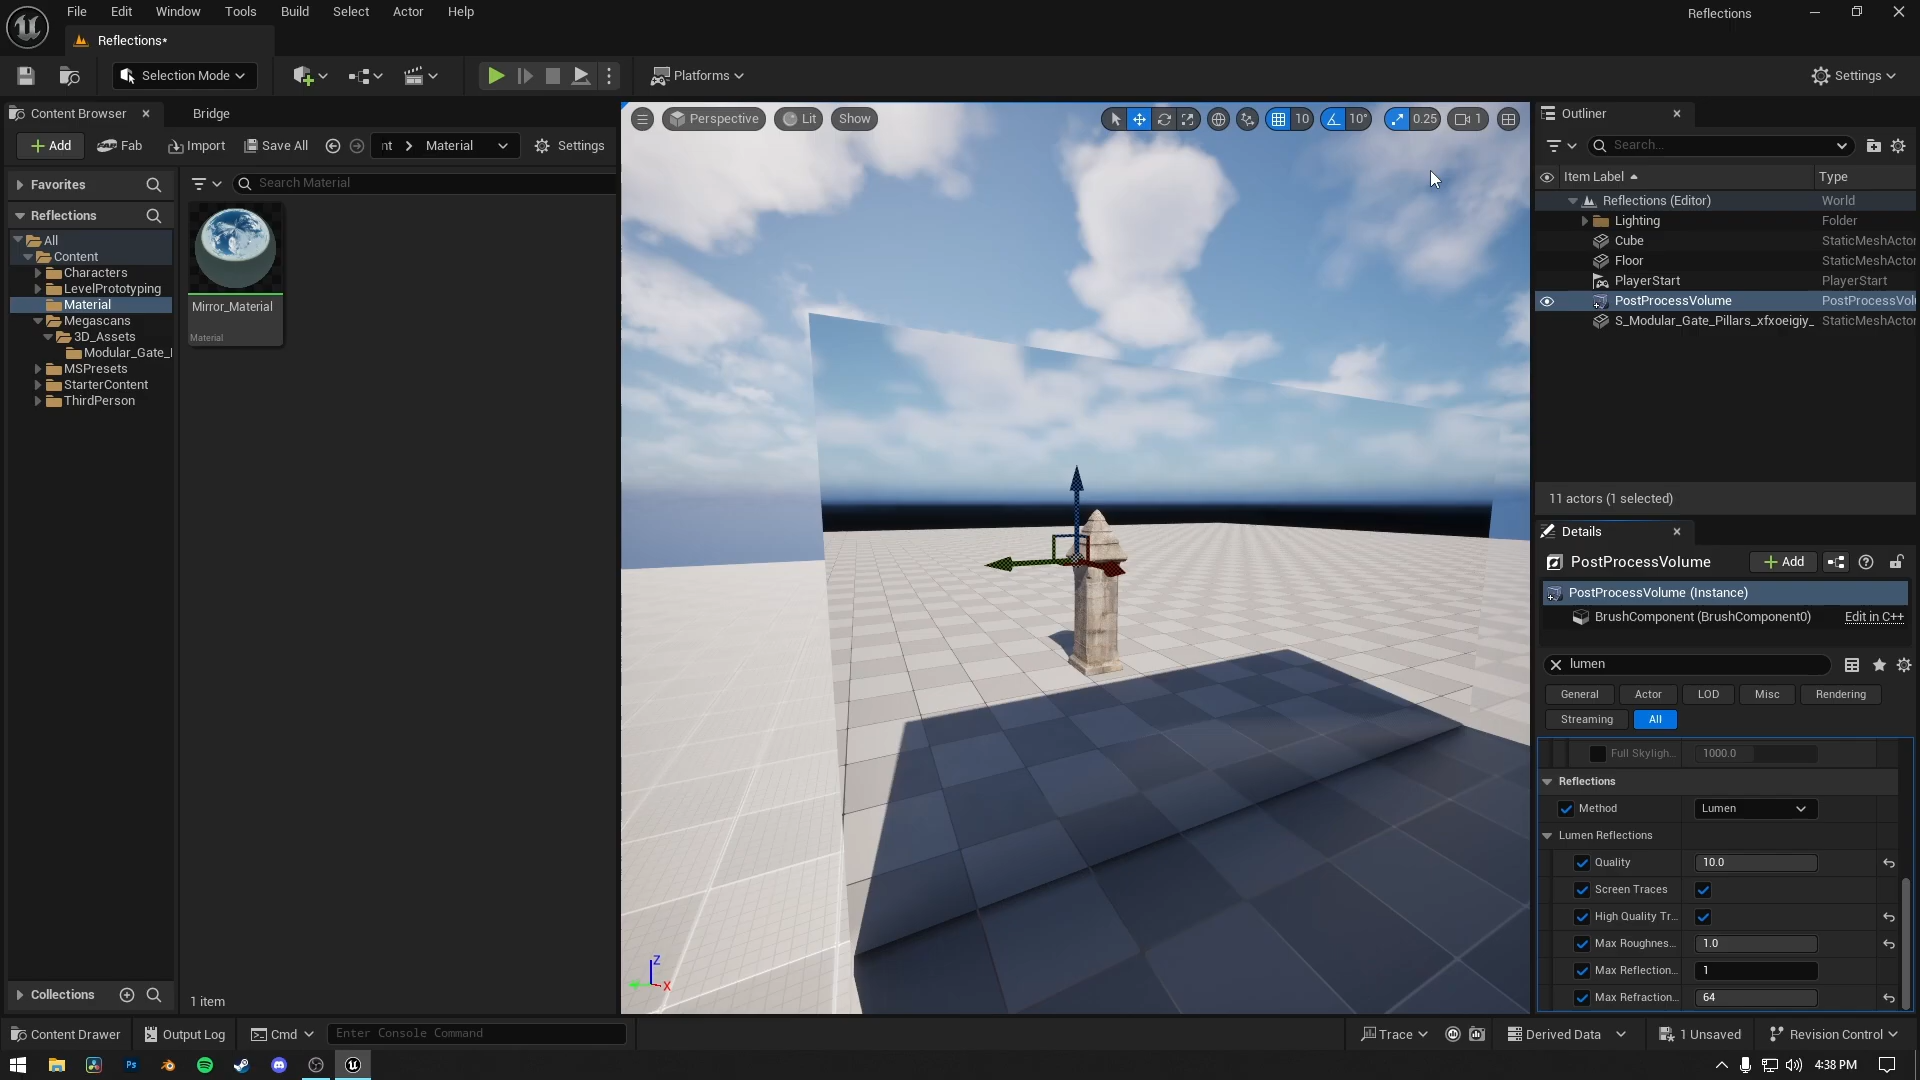 File Edit Window Tools Build Select Actor Help
Reflections
Reflections*
Selection Mode
Platforms
Settings
Content Browser
Bridge
Add
Fab
Import
Save All
nt > Material
Settings
Favorites
Search Material
Reflections
All
Content
Characters
LevelPrototyping
Material
Megascans
3D_Assets
Modular_Gate_
MSPresets
StarterContent
ThirdPerson
Mirror_Material
Material
Collections
1 item
Perspective
Lit
Show
10
10°
0.25
1
Z
X
Outliner
Search...
Item Label
Type
Reflections (Editor) World
Lighting Folder
Cube StaticMeshActor
Floor StaticMeshActor
PlayerStart PlayerStart
PostProcessVolume PostProcessVol
S_Modular_Gate_Pillars_xfxoeigiy_ StaticMeshActor
11 actors (1 selected)
Details
PostProcessVolume
Add
PostProcessVolume (Instance)
BrushComponent (BrushComponent0) Edit in C++
lumen
General Actor LOD Misc Rendering
Streaming All
Full Skyligh... 1000.0
Reflections
Method Lumen
Lumen Reflections
Quality 10.0
Screen Traces
High Quality Tr...
Max Roughnes... 1.0
Max Reflection... 1
Max Refraction... 64
Content Drawer
Output Log
Cmd
Enter Console Command
Trace
Derived Data
1 Unsaved
Revision Control
Ps
4:38 PM